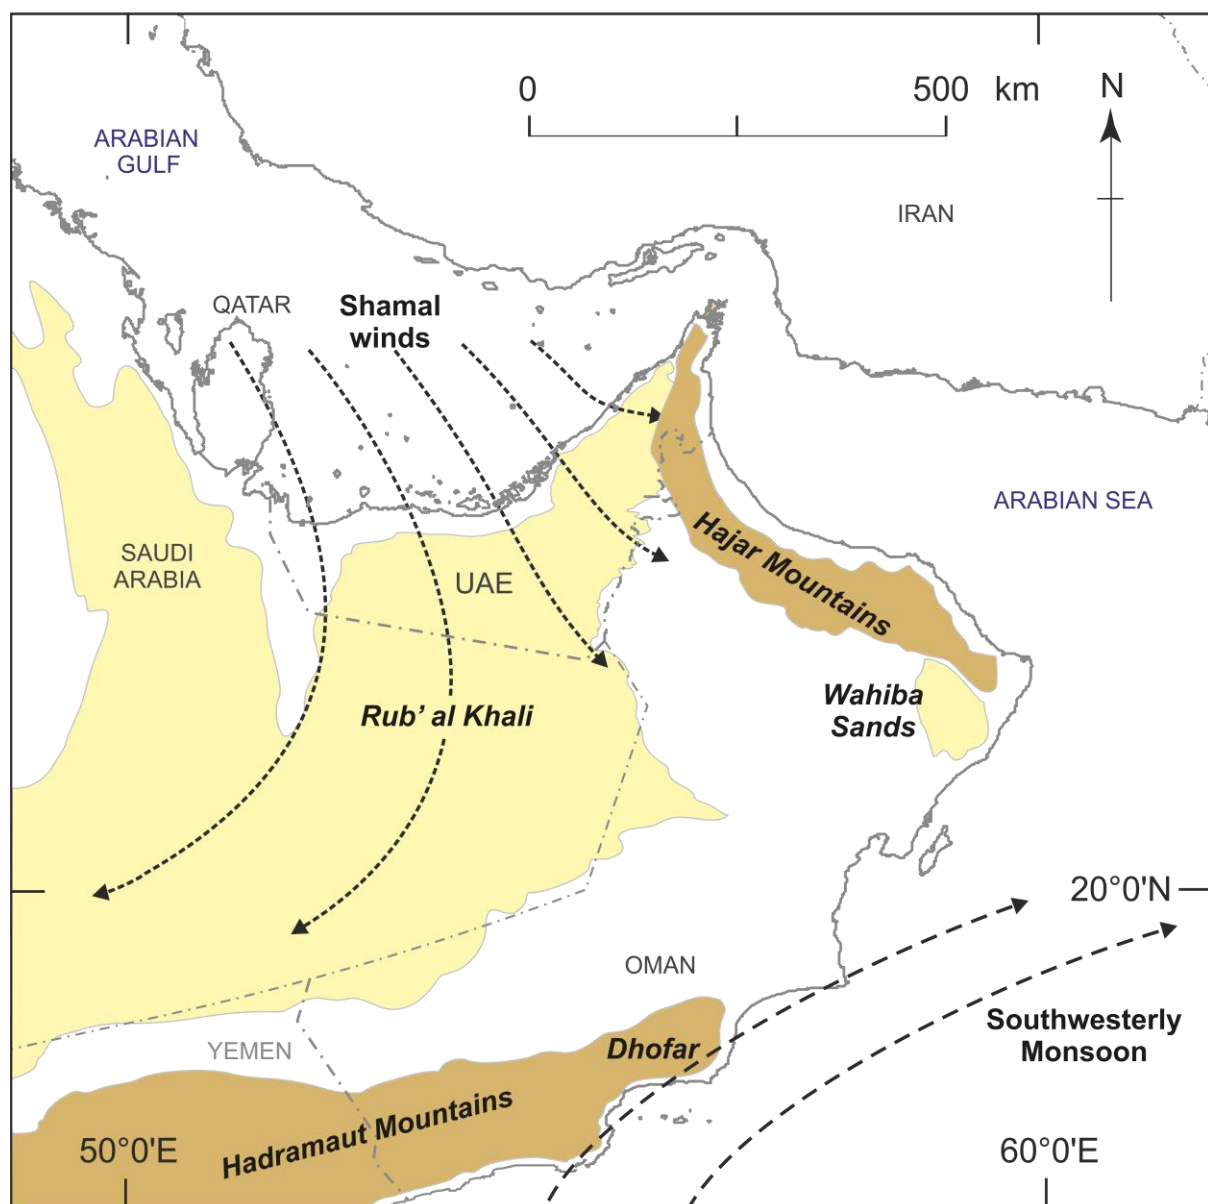 0
500 km
N
ARABIAN
GULF
IRAN
QATAR
Shamal
winds
ARABIAN SEA
SAUDI
ARABIA
UAE
Hajar Mountains
Rub’ al Khali
Wahiba
Sands
20°0'N
OMAN
Southwesterly
Monsoon
YEMEN
Dhofar
Hadramaut Mountains
50°0'E
60°0'E